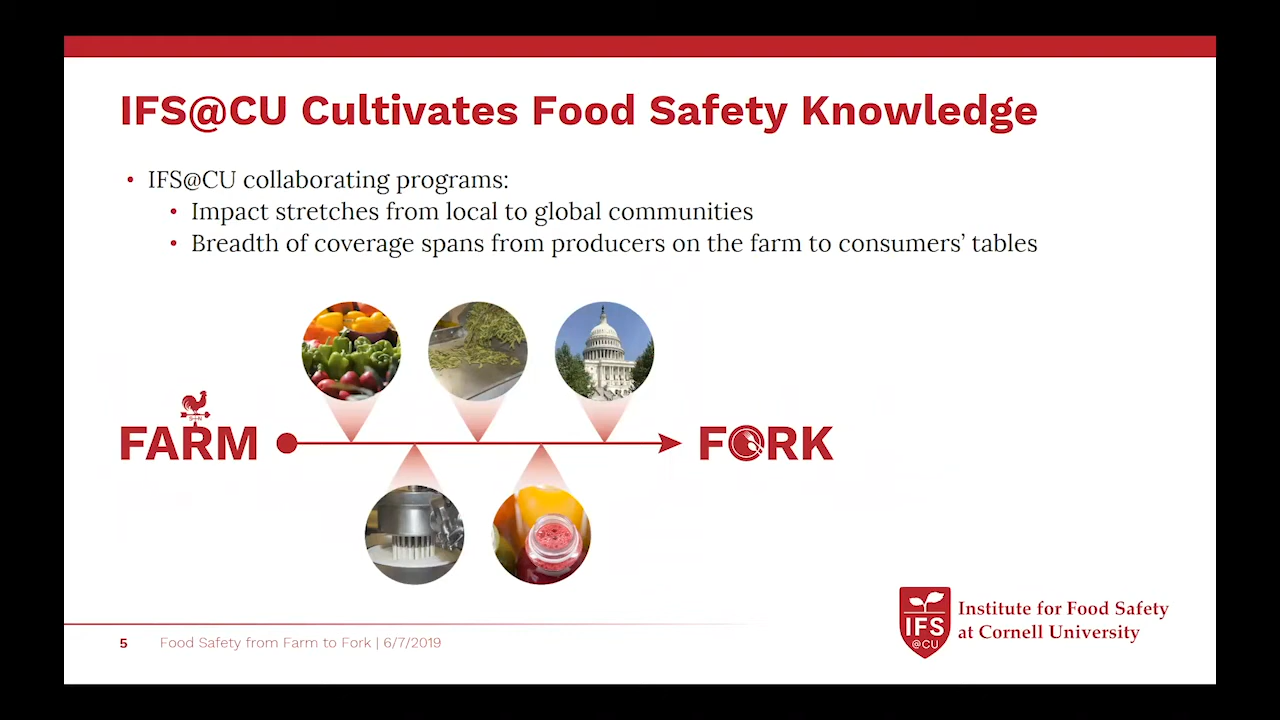 IFS@CU Cultivates Food Safety Knowledge
• IFS@CU collaborating programs:
• Impact stretches from local to global communities
• Breadth of coverage spans from producers on the farm to consumers’ tables
FARM
FORK
5 Food Safety from Farm to Fork | 6/7/2019
IFS
@CU
Institute for Food Safety
at Cornell University